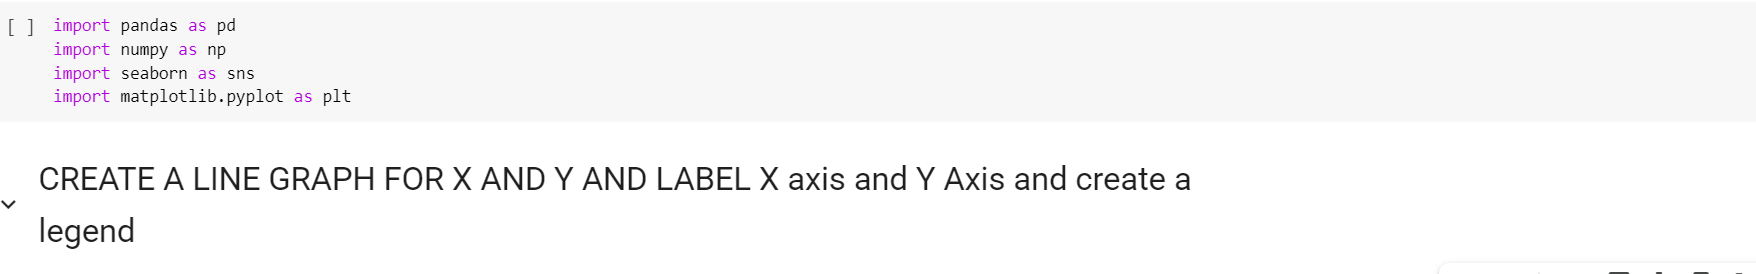 [ ] import pandas as pd
import numpy as np
import seaborn as sns
import matplotlib.pyplot as plt
CREATE A LINE GRAPH FOR X AND Y AND LABEL X axis and Y Axis and create a
legend